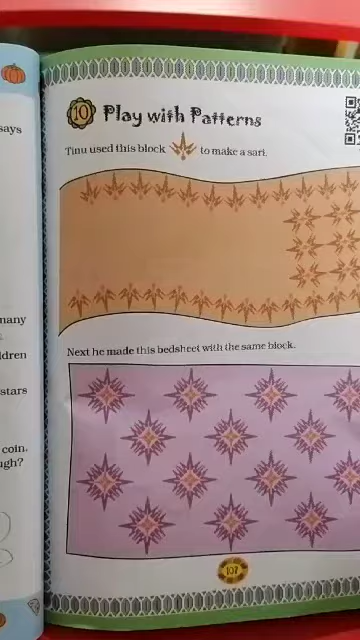 says
many
ldren
stars
coin.
ugh?
10 Play with Patterns
Tinu used this block to make a sari.
Next he made this bedsheet with the same block.
107